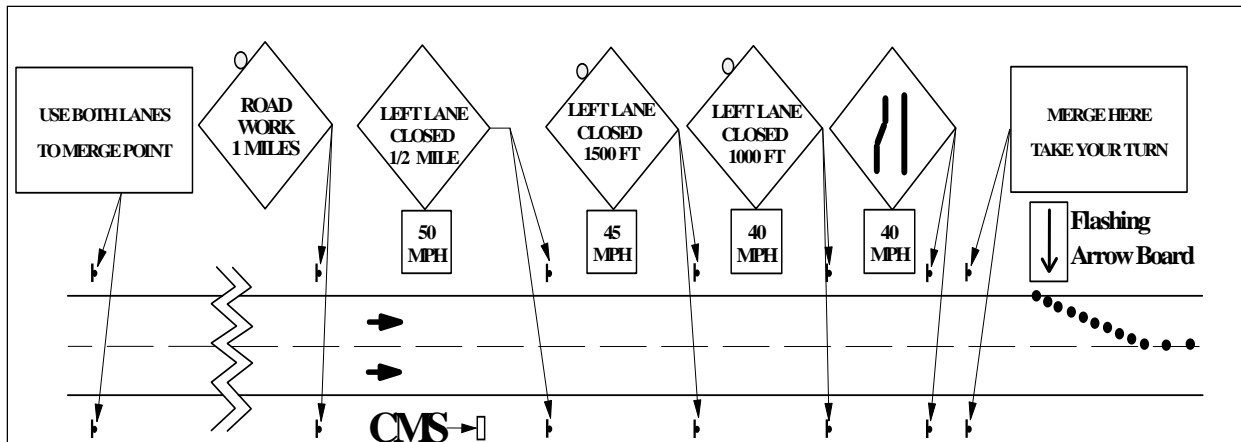 USE BOTH LANES
TO MERGE POINT
ROAD
WORK
1 MILES
LEFT LANE
CLOSED
1/2 MILE
50
MPH
LEFT LANE
CLOSED
1500 FT
45
MPH
LEFT LANE
CLOSED
1000 FT
40
MPH
40
MPH
MERGE HERE
TAKE YOUR TURN
Flashing
Arrow Board
CMS